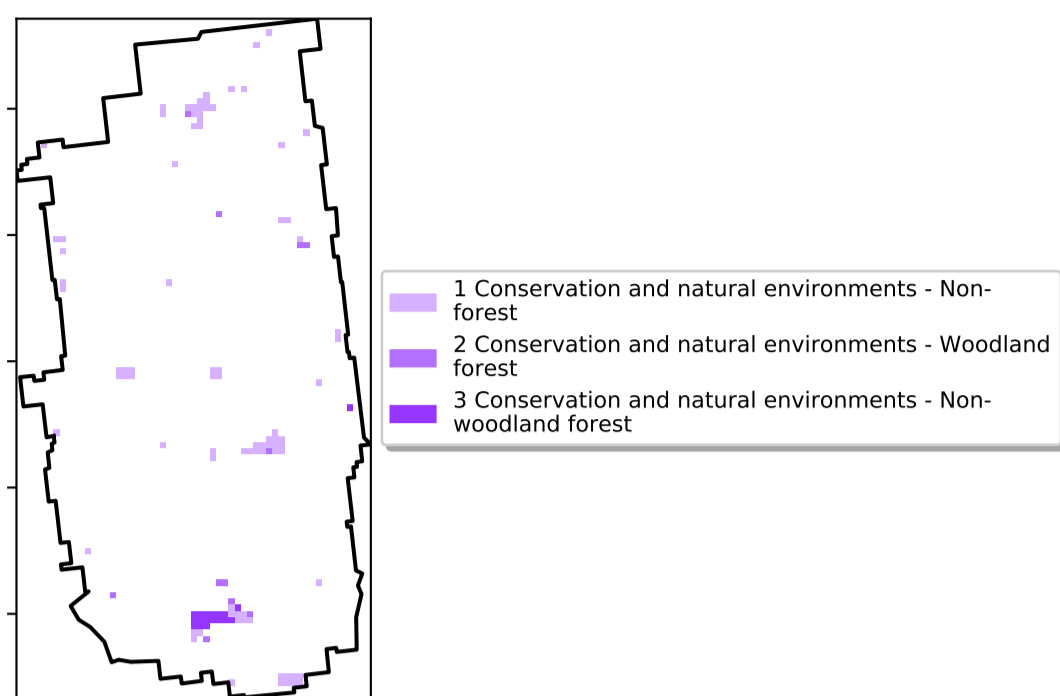 1 Conservation and natural environments - Non-
forest
2 Conservation and natural environments - Woodland
forest
3 Conservation and natural environments - Non-
woodland forest